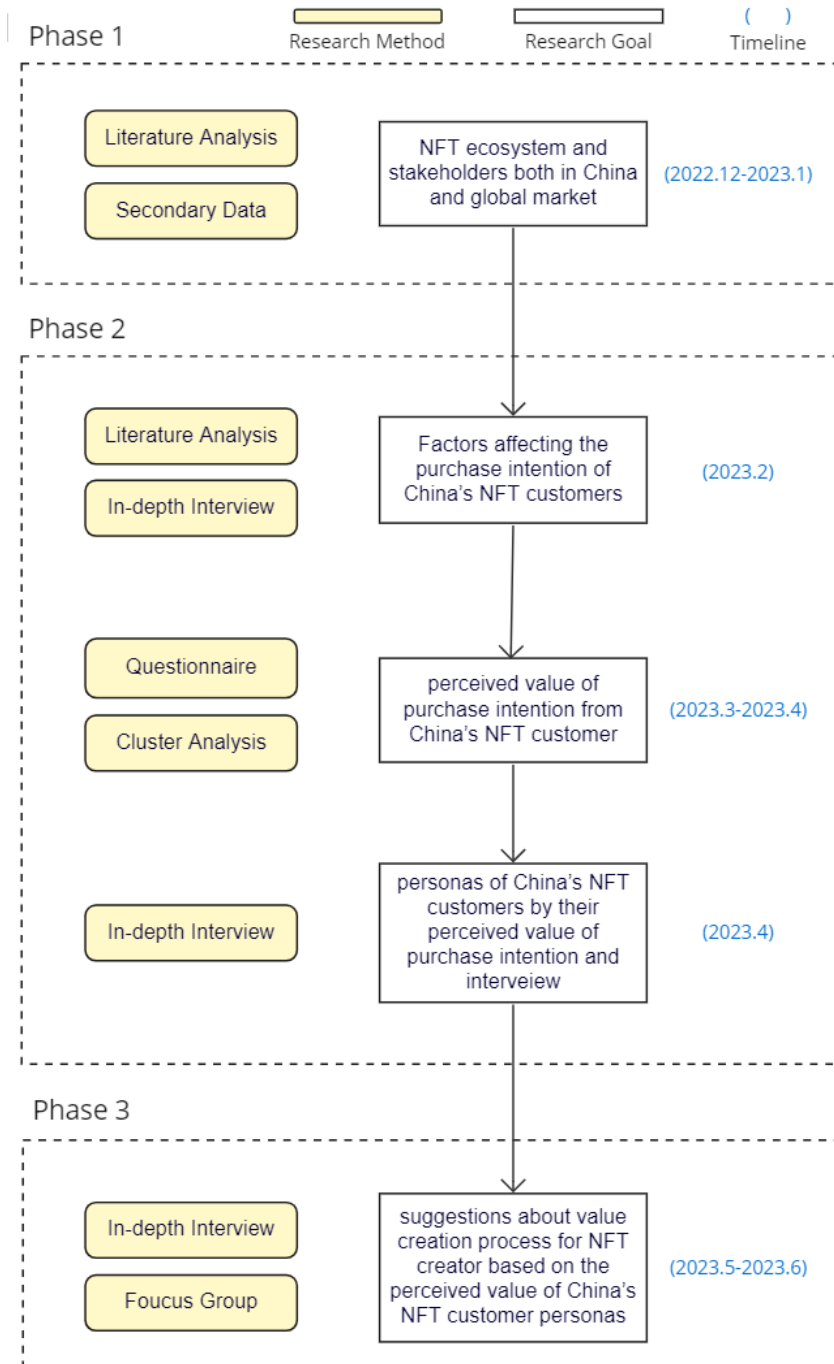 Phase 1
Research Method
Research Goal
( )
Timeline
Literature Analysis
Secondary Data
NFT ecosystem and
stakeholders both in China
and global market
(2022.12-2023.1)
Phase 2
Literature Analysis
In-depth Interview
Factors affecting the
purchase intention of
China's NFT customers
(2023.2)
Questionnaire
Cluster Analysis
perceived value of
purchase intention from
China's NFT customer
(2023.3-2023.4)
In-depth Interview
personas of China's NFT
customers by their
perceived value of
purchase intention and
interveiew
(2023.4)
Phase 3
In-depth Interview
Foucus Group
suggestions about value
creation process for NFT
creator based on the
perceived value of China's
NFT customer personas
(2023.5-2023.6)